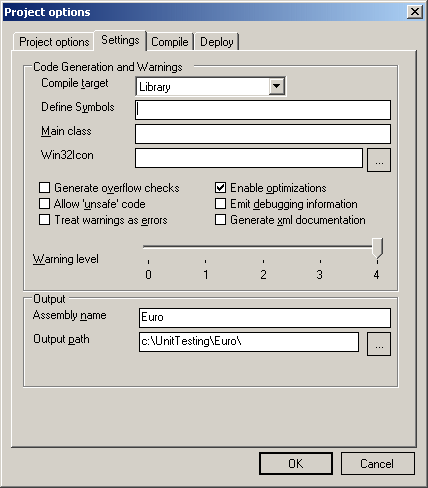 Project options
Project options Settings Compile Deploy
Code Generation and Warnings
Compile target Library
Define Symbols
Main class
Win32Icon ...
Generate overflow checks Enable optimizations
Allow 'unsafe' code Emit debugging information
Treat warnings as errors Generate xml documentation
Warning level
0 1 2 3 4
Output
Assembly name Euro
Output path c:\UnitTesting\Euro\ ...
OK Cancel